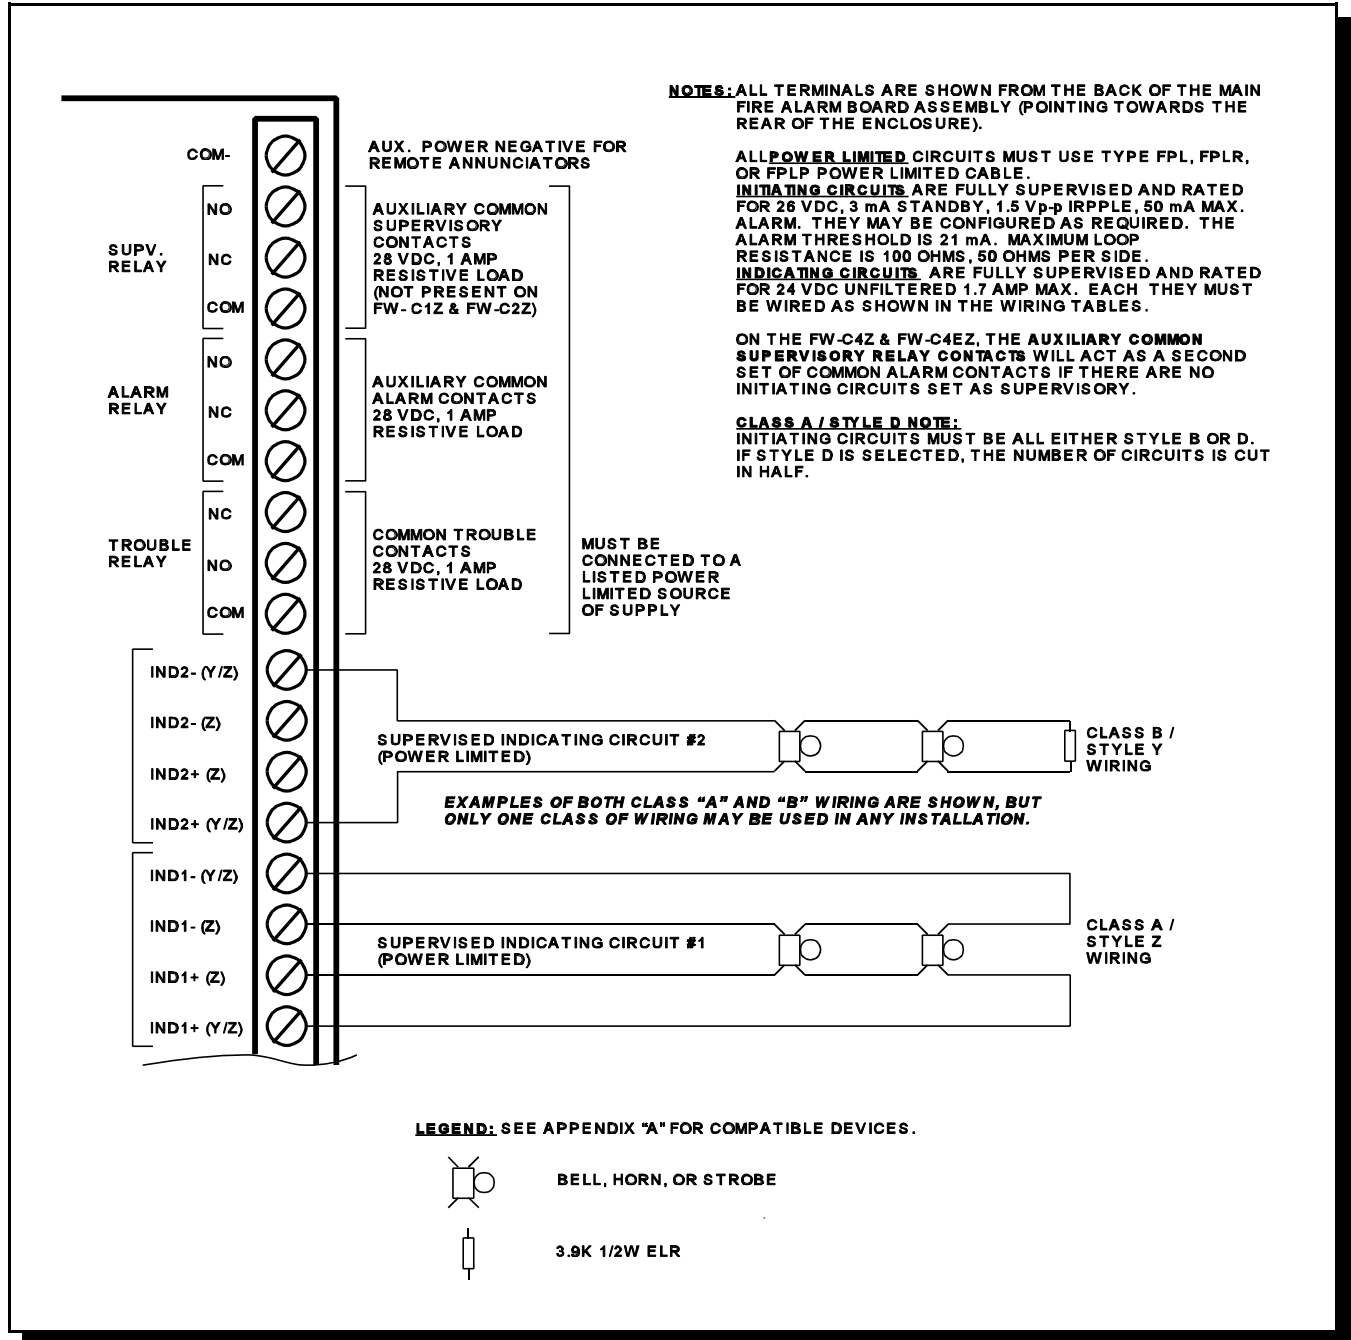 NOTES: ALL TERMINALS ARE SHOWN FROM THE BACK OF THE MAIN
FIRE ALARM BOARD ASSEMBLY (POINTING TOWARDS THE
REAR OF THE ENCLOSURE).
ALL POWER LIMITED CIRCUITS MUST USE TYPE FPL, FPLR,
OR FPLP POWER LIMITED CABLE.
INITIATING CIRCUITS ARE FULLY SUPERVISED AND RATED
FOR 26 VDC, 3 mA STANDBY, 1.5 Vp-p IRPPLE, 50 mA MAX.
ALARM. THEY MAY BE CONFIGURED AS REQUIRED. THE
ALARM THRESHOLD IS 21 mA. MAXIMUM LOOP
RESISTANCE IS 100 OHMS, 50 OHMS PER SIDE.
INDICATING CIRCUITS ARE FULLY SUPERVISED AND RATED
FOR 24 VDC UNFILTERED 1.7 AMP MAX. EACH THEY MUST
BE WIRED AS SHOWN IN THE WIRING TABLES.
ON THE FW-C4Z & FW-C4EZ, THE AUXILIARY COMMON
SUPERVISORY RELAY CONTACTS WILL ACT AS A SECOND
SET OF COMMON ALARM CONTACTS IF THERE ARE NO
INITIATING CIRCUITS SET AS SUPERVISORY.
CLASS A / STYLE D NOTE:
INITIATING CIRCUITS MUST BE ALL EITHER STYLE B OR D.
IF STYLE D IS SELECTED, THE NUMBER OF CIRCUITS IS CUT
IN HALF.
COM-
AUX. POWER NEGATIVE FOR
REMOTE ANNUNCIATORS
SUPV.
RELAY
NO
NC
COM
AUXILIARY COMMON
SUPERVISORY
CONTACTS
28 VDC, 1 AMP
RESISTIVE LOAD
(NOT PRESENT ON
FW- C1Z & FW-C2Z)
ALARM
RELAY
NO
NC
COM
AUXILIARY COMMON
ALARM CONTACTS
28 VDC, 1 AMP
RESISTIVE LOAD
TROUBLE
RELAY
NC
NO
COM
COMMON TROUBLE
CONTACTS
28 VDC, 1 AMP
RESISTIVE LOAD
MUST BE
CONNECTED TO A
LISTED POWER
LIMITED SOURCE
OF SUPPLY
IND2- (Y/Z)
IND2- (Z)
IND2+ (Z)
IND2+ (Y/Z)
SUPERVISED INDICATING CIRCUIT #2
(POWER LIMITED)
CLASS B /
STYLE Y
WIRING
EXAMPLES OF BOTH CLASS “A” AND “B” WIRING ARE SHOWN, BUT
ONLY ONE CLASS OF WIRING MAY BE USED IN ANY INSTALLATION.
IND1- (Y/Z)
IND1- (Z)
IND1+ (Z)
IND1+ (Y/Z)
SUPERVISED INDICATING CIRCUIT #1
(POWER LIMITED)
CLASS A /
STYLE Z
WIRING
LEGEND: SEE APPENDIX “A” FOR COMPATIBLE DEVICES.
BELL, HORN, OR STROBE
3.9K 1/2W ELR